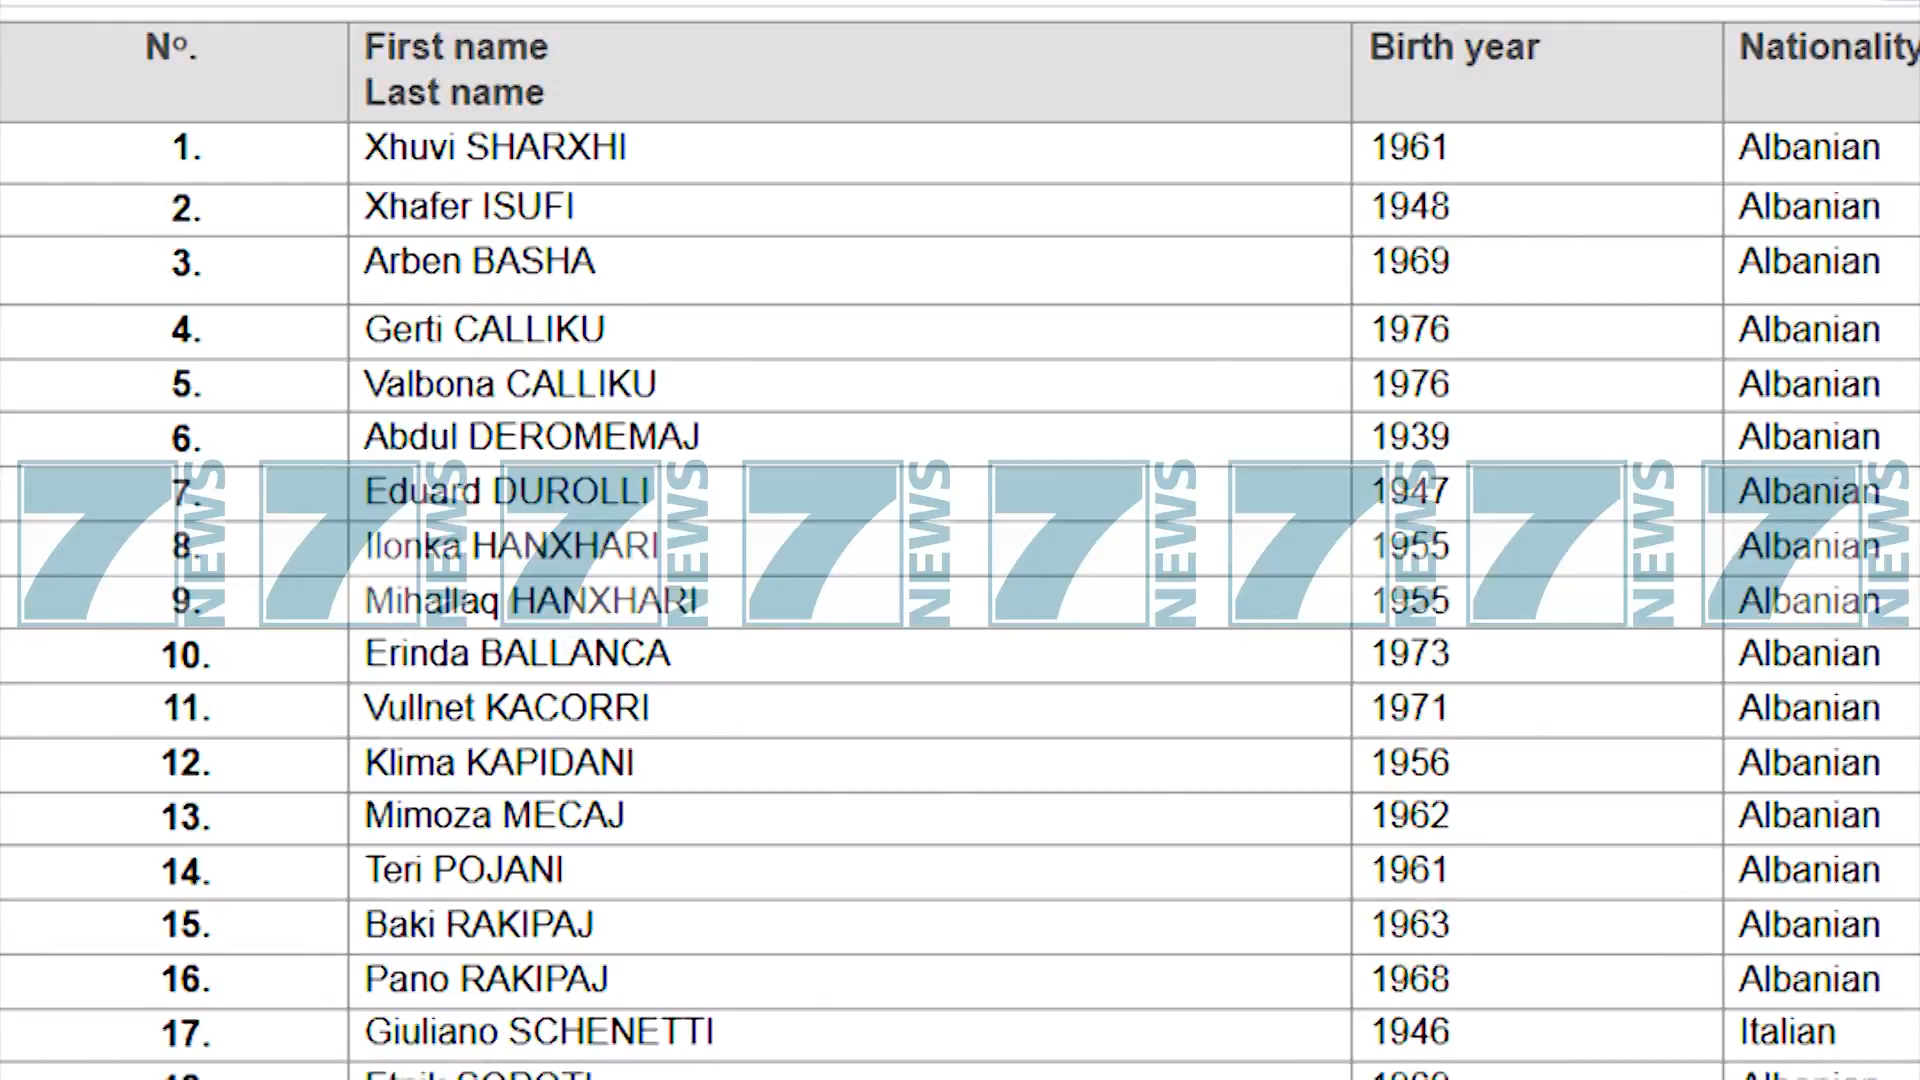 Nº. First name Last name Birth year Nationality
1. Xhuvi SHARXHI 1961 Albanian
2. Xhafer ISUFI 1948 Albanian
3. Arben BASHA 1969 Albanian
4. Gerti CALLIKU 1976 Albanian
5. Valbona CALLIKU 1976 Albanian
6. Abdul DEROMEMAJ 1939 Albanian
7. Eduard DUROLLI 1947 Albanian
8. Ilonka HANXHARI 1955 Albanian
9. Mihallaq HANXHARI 1955 Albanian
7 NEWS 7 NEWS 7 NEWS 7 NEWS 7 NEWS 7 NEWS 7 NEWS 7 NEWS
10. Erinda BALLANCA 1973 Albanian
11. Vullnet KACORRI 1971 Albanian
12. Klima KAPIDANI 1956 Albanian
13. Mimoza MECAJ 1962 Albanian
14. Teri POJANI 1961 Albanian
15. Baki RAKIPAJ 1963 Albanian
16. Pano RAKIPAJ 1968 Albanian
17. Giuliano SCHENETTI 1946 Italian